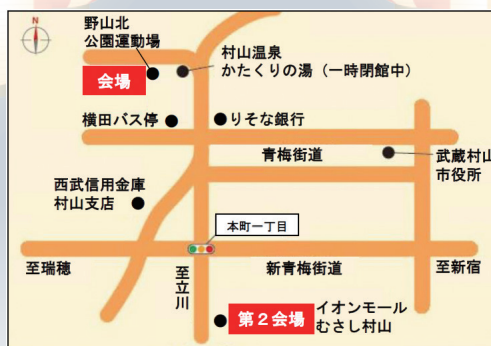 N
野山北
公園運動場
会場
村山温泉
かたくりの湯（一時閉館中）
横田バス停
りそな銀行
青梅街道
武蔵村山
市役所
西武信用金庫
村山支店
本町一丁目
至瑞穂
至立川
新青梅街道
至新宿
第２会場
イオンモール
むさし村山